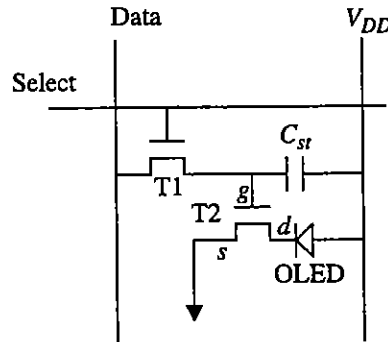 Data
V_DD
Select
C_st
T1
g
T2
d
s
OLED